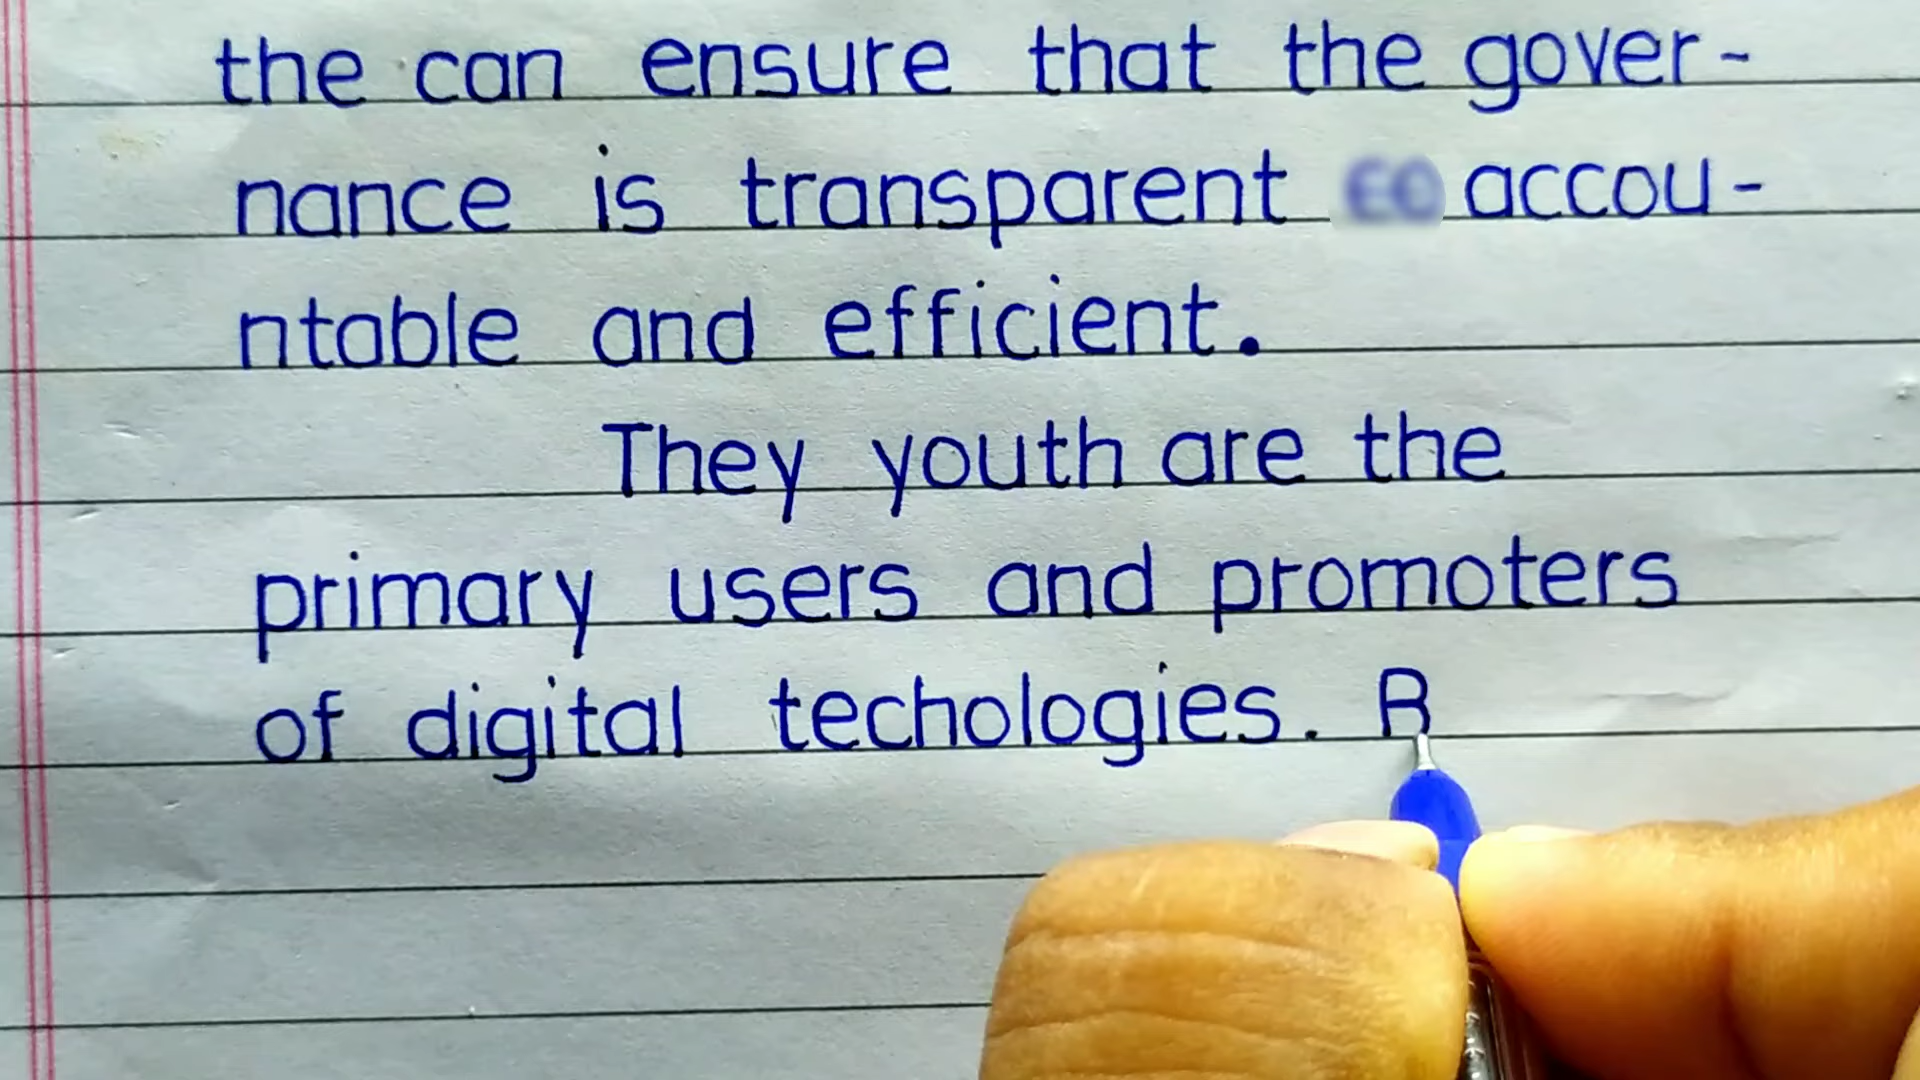 the can ensure that the gover-
nance is transparent accou-
ntable and efficient.
They youth are the
primary users and promoters
of digital techologies. R